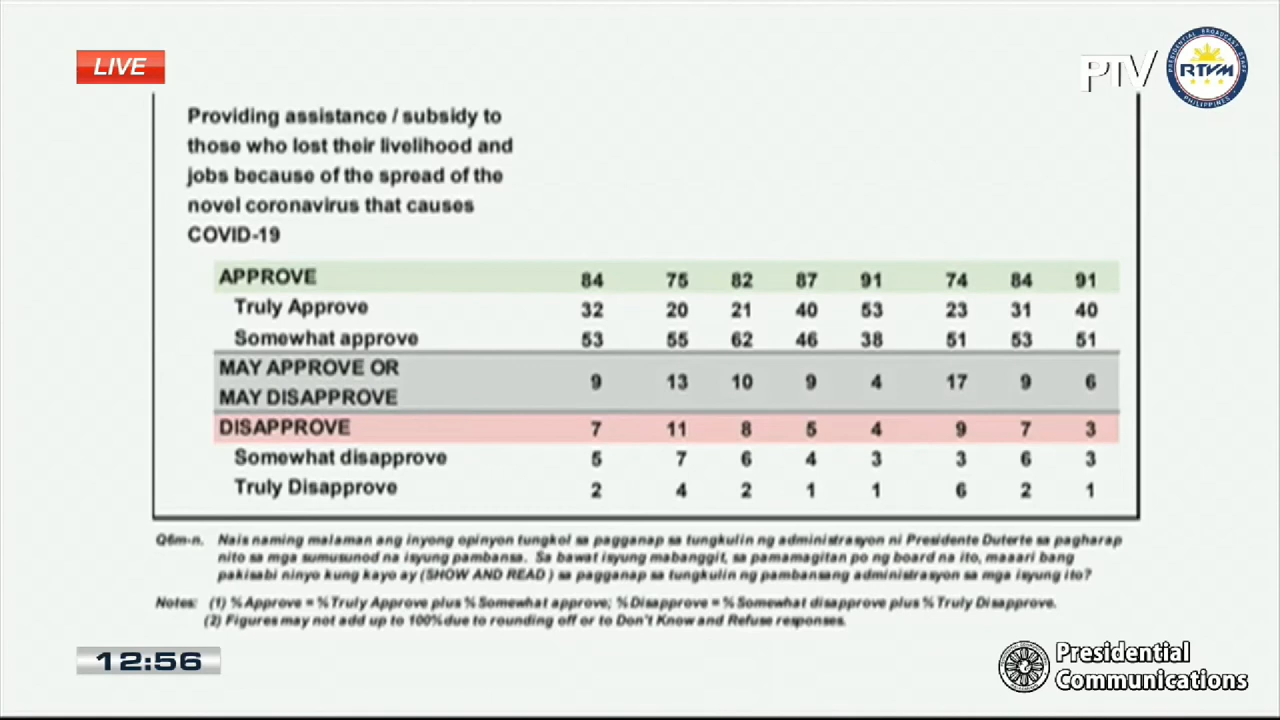 LIVE
PTV
PRESIDENTIAL BROADCAST STAFF
RTVM
PHILIPPINES
Providing assistance / subsidy to
those who lost their livelihood and
jobs because of the spread of the
novel coronavirus that causes
COVID-19
APPROVE 84 75 82 87 91 74 84 91
Truly Approve 32 20 21 40 53 23 31 40
Somewhat approve 53 55 62 46 38 51 53 51
MAY APPROVE OR
MAY DISAPPROVE 9 13 10 9 4 17 9 6
DISAPPROVE 7 11 8 5 4 9 7 3
Somewhat disapprove 5 7 6 4 3 3 6 3
Truly Disapprove 2 4 2 1 1 6 2 1
Q6m-n. Nais naming malaman ang inyong opinyon tungkol sa pagganap sa tungkulin ng administrasyon ni Presidente Duterte sa pagharap
nito sa mga sumusunod na isyung pambansa. Sa bawat isyung mabanggit, sa pamamagitan po ng board na ito, maaari bang
pakisabi ninyo kung kayo ay (SHOW AND READ ) sa pagganap sa tungkulin ng pambansang administrasyon sa mga isyung ito?
Notes: (1) % Approve = % Truly Approve plus % Somewhat approve; % Disapprove = % Somewhat disapprove plus % Truly Disapprove.
(2) Figures may not add up to 100% due to rounding off or to Don't Know and Refuse responses.
12:56
Presidential
Communications